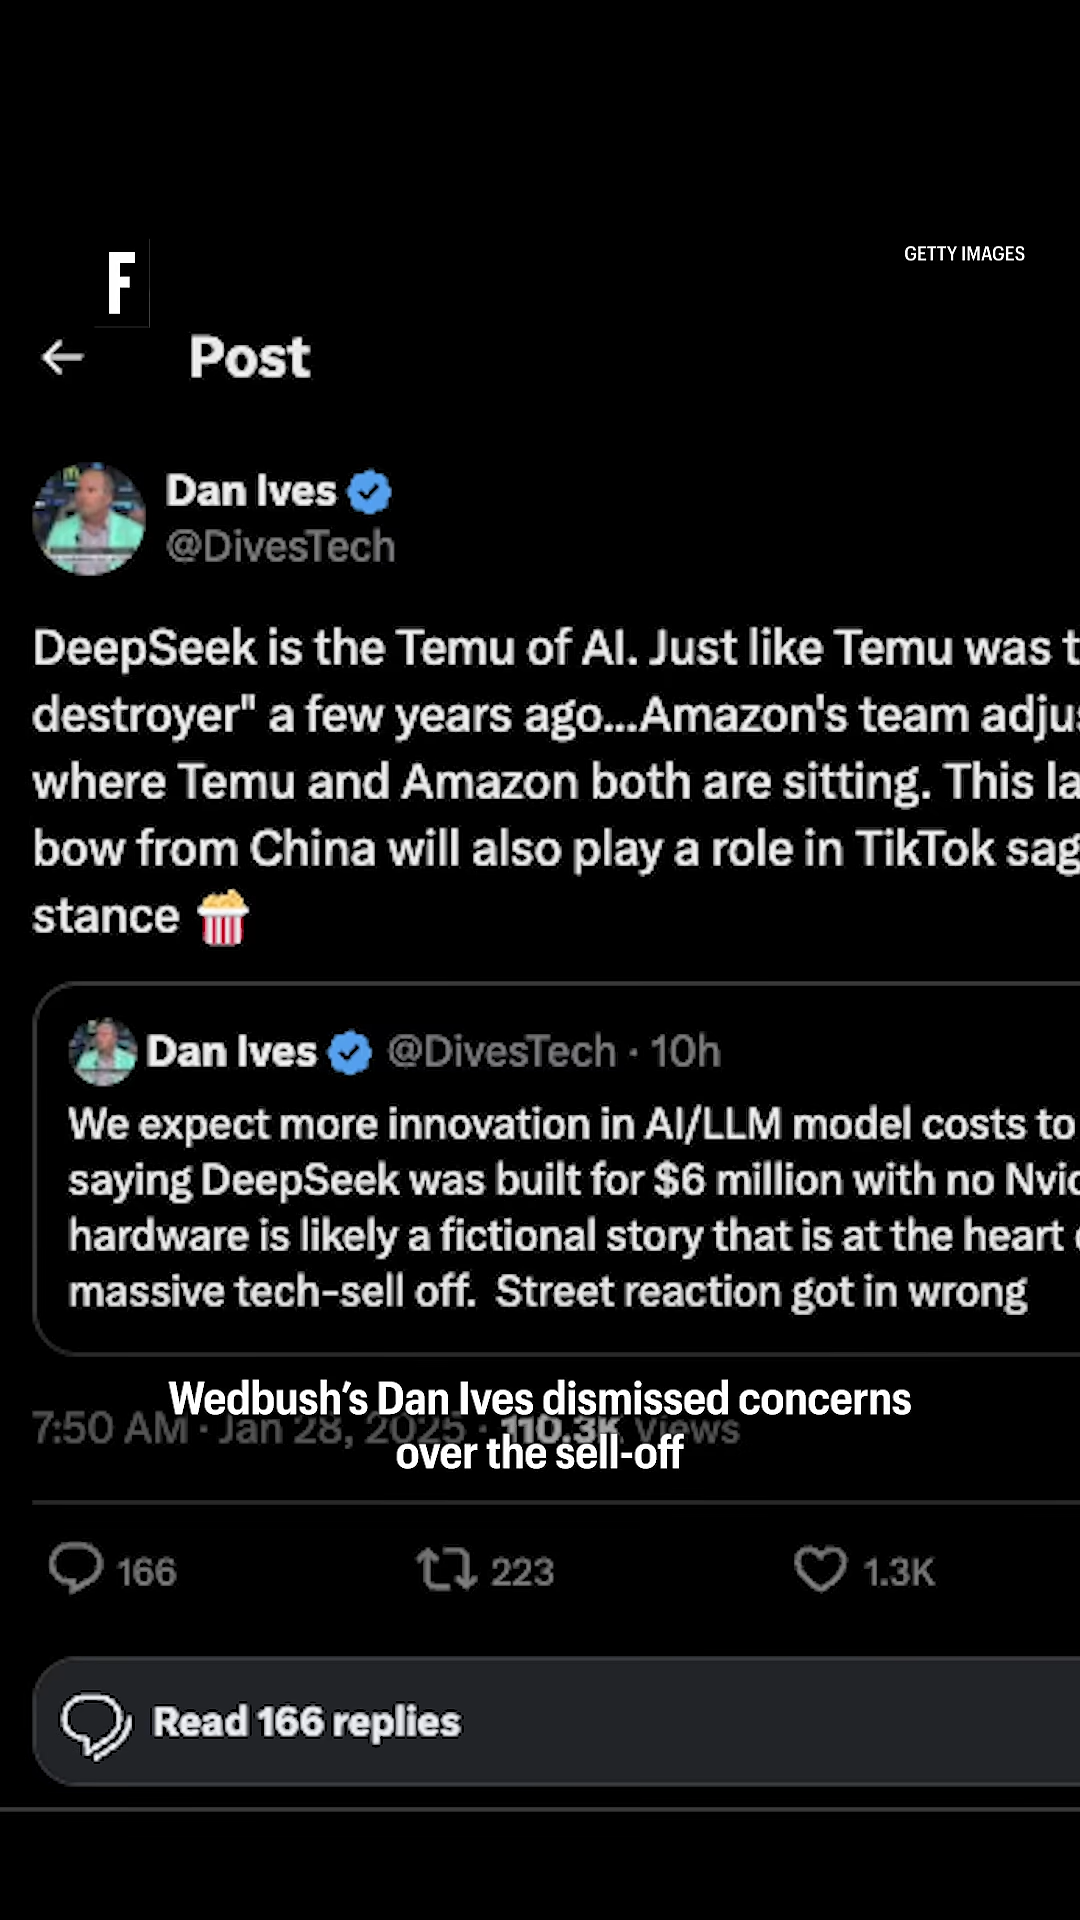 F
GETTY IMAGES
Post
Dan Ives
@DivesTech
DeepSeek is the Temu of AI. Just like Temu was t
destroyer" a few years ago...Amazon's team adju
where Temu and Amazon both are sitting. This la
bow from China will also play a role in TikTok sag
stance 🍿
Dan Ives @DivesTech · 10h
We expect more innovation in AI/LLM model costs to
saying DeepSeek was built for $6 million with no Nvid
hardware is likely a fictional story that is at the heart
massive tech-sell off. Street reaction got in wrong
Wedbush's Dan Ives dismissed concerns
7:50 AM · Jan 28, 2025 · 110.3K Views
over the sell-off
166 223 1.3K
Read 166 replies